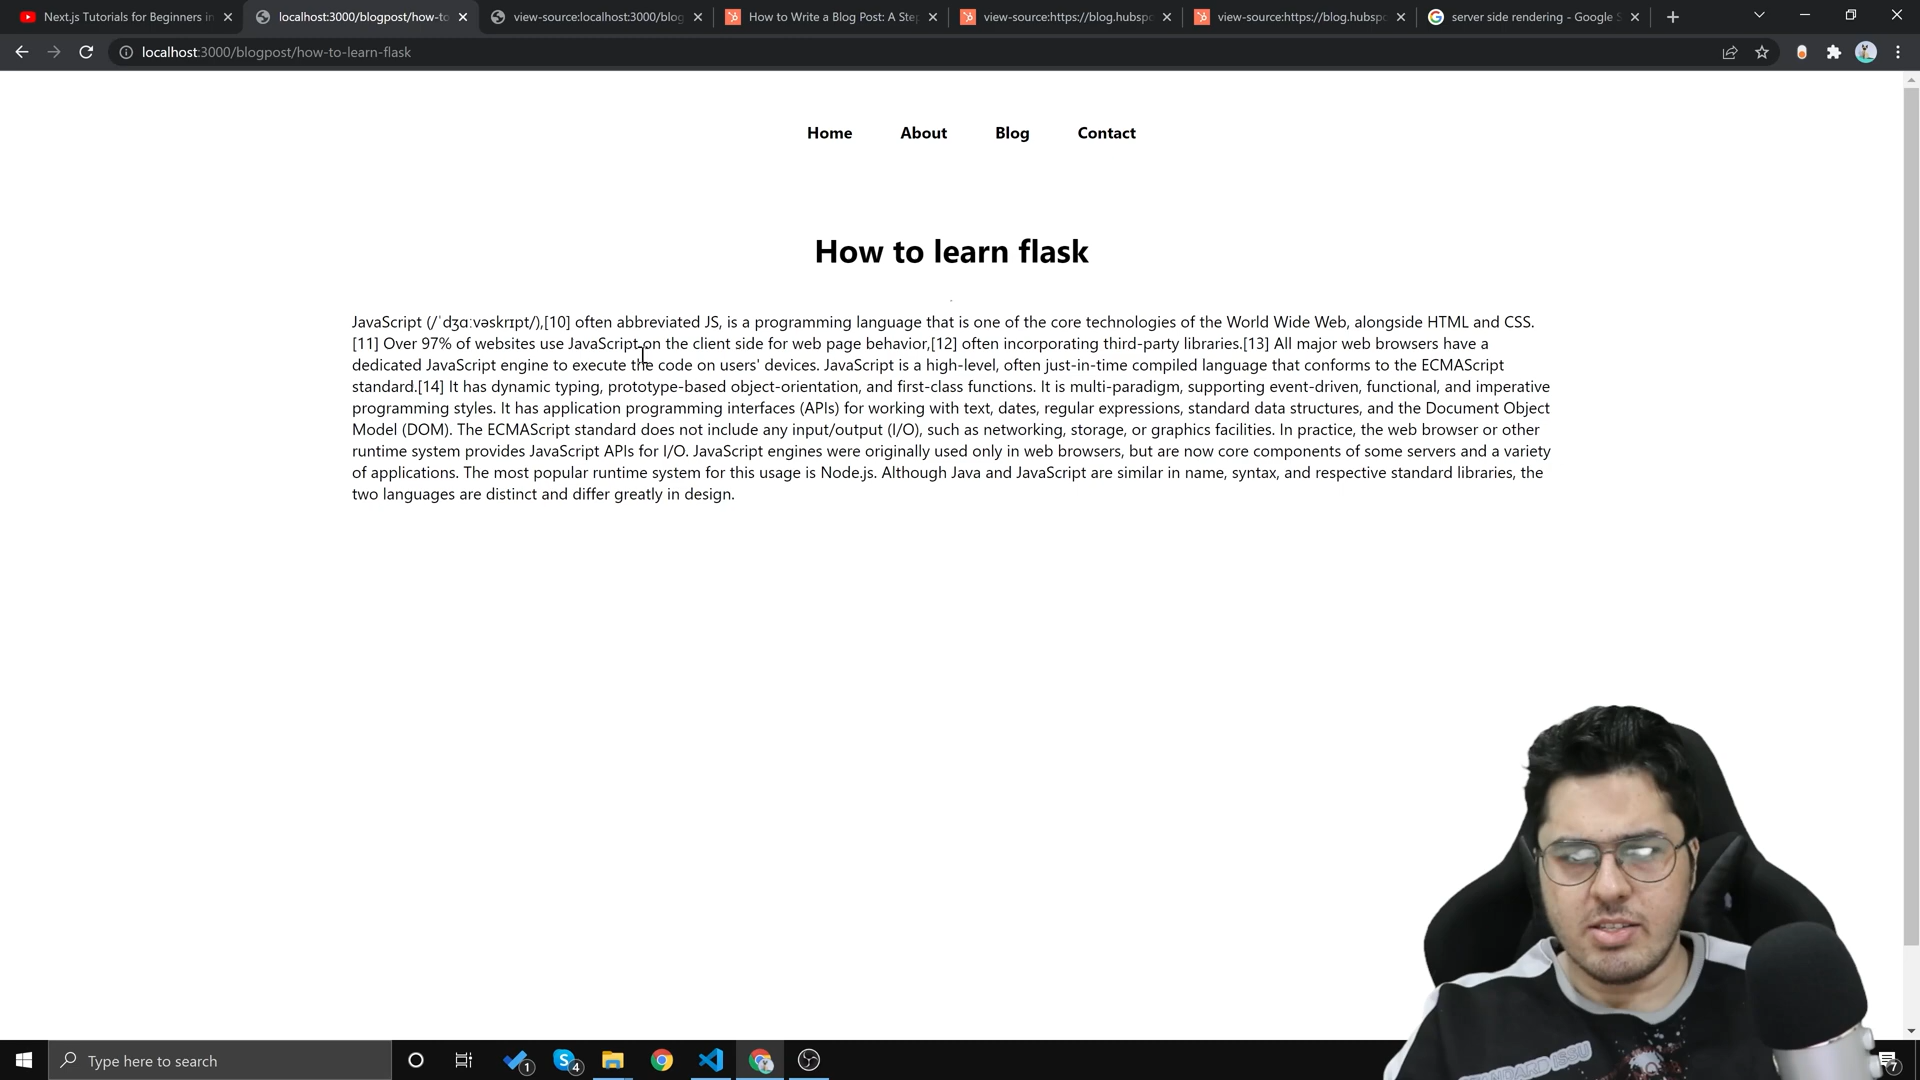 Next.js Tutorials for Beginners in
localhost:3000/blogpost/how-to
view-source:localhost:3000/blog
How to Write a Blog Post: A Ste
view-source:https://blog.hubspo
view-source:https://blog.hubspo
server side rendering - Google S
localhost:3000/blogpost/how-to-learn-flask
Home About Blog Contact
How to learn flask
JavaScript (/ˈdʒɑːvəskrɪpt/),[10] often abbreviated JS, is a programming language that is one of the core technologies of the World Wide Web, alongside HTML and CSS.
[11] Over 97% of websites use JavaScript on the client side for web page behavior,[12] often incorporating third-party libraries.[13] All major web browsers have a
dedicated JavaScript engine to execute the code on users' devices. JavaScript is a high-level, often just-in-time compiled language that conforms to the ECMAScript
standard.[14] It has dynamic typing, prototype-based object-orientation, and first-class functions. It is multi-paradigm, supporting event-driven, functional, and imperative
programming styles. It has application programming interfaces (APIs) for working with text, dates, regular expressions, standard data structures, and the Document Object
Model (DOM). The ECMAScript standard does not include any input/output (I/O), such as networking, storage, or graphics facilities. In practice, the web browser or other
runtime system provides JavaScript APIs for I/O. JavaScript engines were originally used only in web browsers, but are now core components of some servers and a variety
of applications. The most popular runtime system for this usage is Node.js. Although Java and JavaScript are similar in name, syntax, and respective standard libraries, the
two languages are distinct and differ greatly in design.
STANDARD ISSU
Type here to search
1
4
7